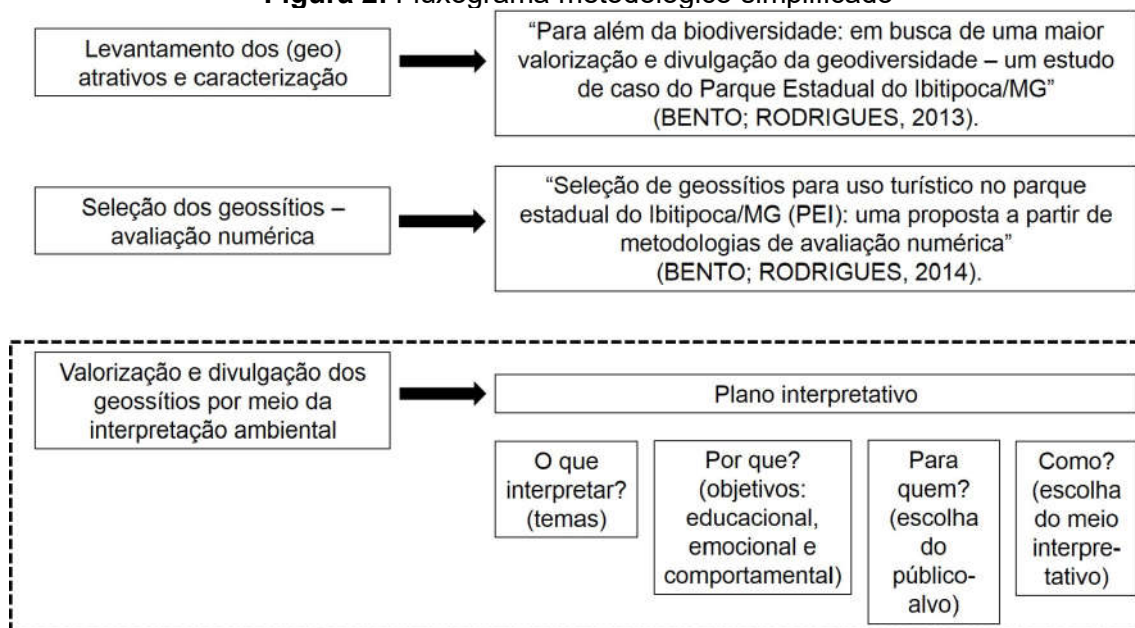 Figura 2. Fluxograma metodológico simplificado
Levantamento dos (geo)
atrativos e caracterização
“Para além da biodiversidade: em busca de uma maior
valorização e divulgação da geodiversidade – um estudo
de caso do Parque Estadual do Ibitipoca/MG”
(BENTO; RODRIGUES, 2013).
Seleção dos geossítios –
avaliação numérica
“Seleção de geossítios para uso turístico no parque
estadual do Ibitipoca/MG (PEI): uma proposta a partir de
metodologias de avaliação numérica”
(BENTO; RODRIGUES, 2014).
Valorização e divulgação dos
geossítios por meio da
interpretação ambiental
Plano interpretativo
O que
interpretar?
(temas)
Por que?
(objetivos:
educacional,
emocional e
comportamental)
Para
quem?
(escolha
do
público-
alvo)
Como?
(escolha
do meio
interpre-
tativo)